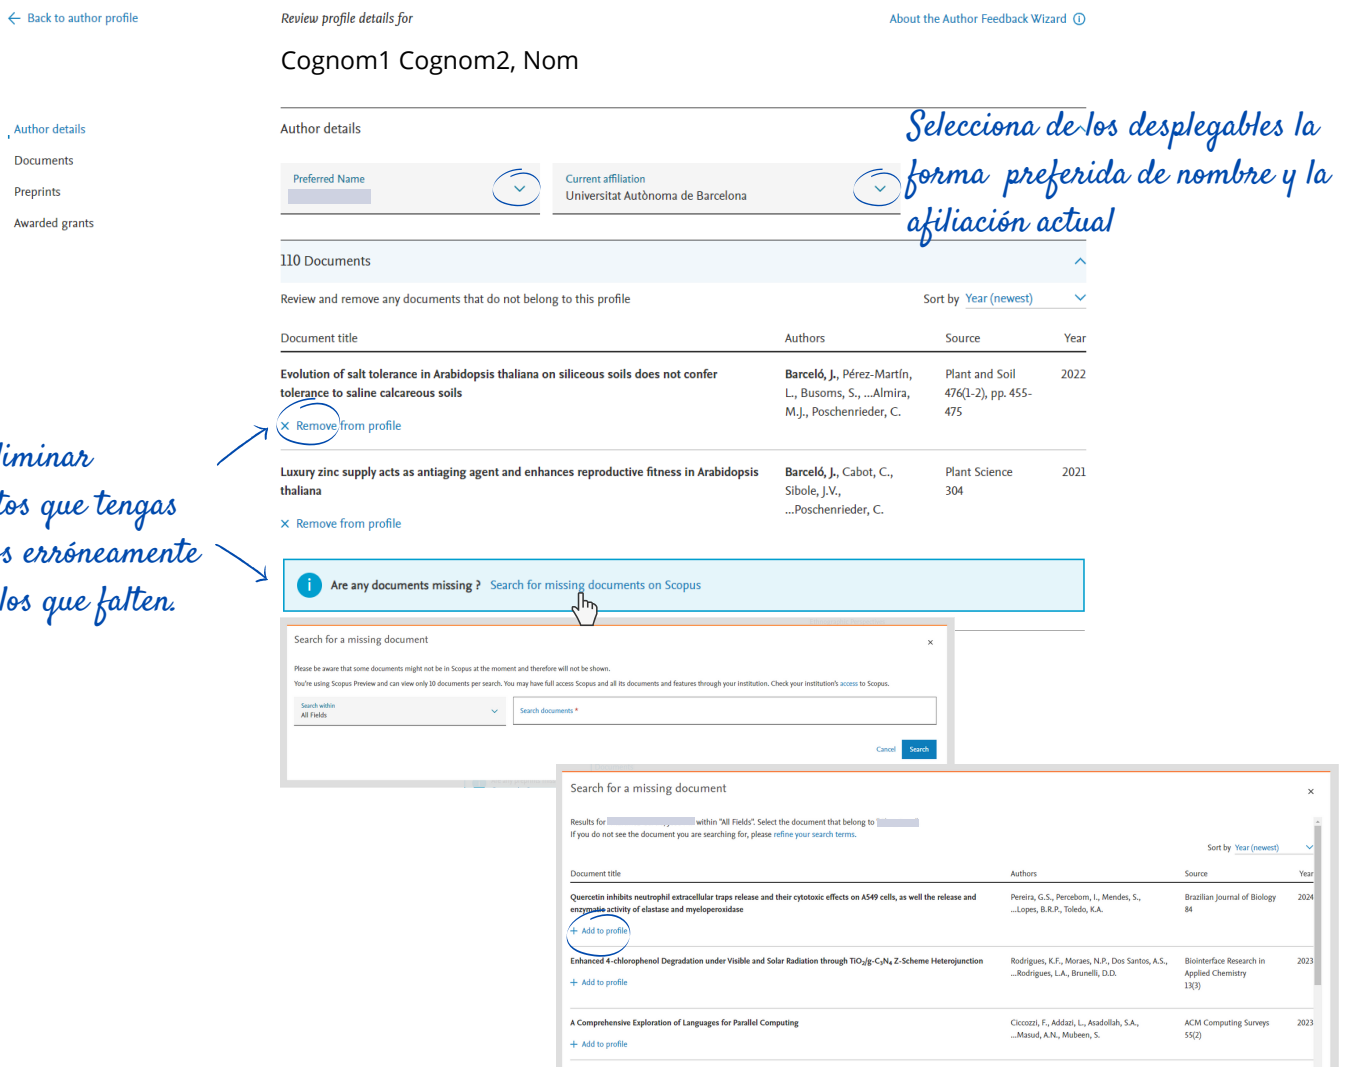 ← Back to author profile
Review profile details for
About the Author Feedback Wizard
Cognom1 Cognom2, Nom
Author details
Documents
Preprints
Awarded grants
Author details
Selecciona de los desplegables la
forma preferida de nombre y la
afiliación actual
Preferred Name
Current affiliation
Universitat Autònoma de Barcelona
110 Documents
Review and remove any documents that do not belong to this profile
Sort by Year (newest)
Document title Authors Source Year
Evolution of salt tolerance in Arabidopsis thaliana on siliceous soils does not confer
tolerance to saline calcareous soils
Barceló, J., Pérez-Martín,
L., Busoms, S., ...Almira,
M.J., Poschenrieder, C.
Plant and Soil
476(1-2), pp. 455-
475
2022
× Remove from profile
Luxury zinc supply acts as antiaging agent and enhances reproductive fitness in Arabidopsis
thaliana
Barceló, J., Cabot, C.,
Sibole, J.V.,
...Poschenrieder, C.
Plant Science
304
2021
× Remove from profile
que tengas
erróneamente
los que falten.
i Are any documents missing ? Search for missing documents on Scopus
Search for a missing document ×
Please be aware that some documents might not be in Scopus at the moment and therefore will not be shown.
You're using Scopus Preview and can view only 10 documents per search. You may have full access Scopus and all its documents and features through your institution. Check your institution's access to Scopus.
Search within
All Fields
Search documents *
Cancel Search
Search for a missing document ×
Results for within "All Fields". Select the document that belong to
If you do not see the document you are searching for, please refine your search terms.
Sort by Year (newest)
Document title Authors Source Year
Quercetin inhibits neutrophil extracellular traps release and their cytotoxic effects on A549 cells, as well the release and
enzymatic activity of elastase and myeloperoxidase
Pereira, G.S., Percebom, I., Mendes, S.,
...Lopes, B.R.P., Toledo, K.A.
Brazilian Journal of Biology
84
2024
+ Add to profile
Enhanced 4-chlorophenol Degradation under Visible and Solar Radiation through TiO₂/g-C₃N₄ Z-Scheme Heterojunction
Rodrigues, K.F., Moraes, N.P., Dos Santos, A.S.,
...Rodrigues, L.A., Brunelli, D.D.
Biointerface Research in
Applied Chemistry
13(3)
2023
+ Add to profile
A Comprehensive Exploration of Languages for Parallel Computing
Ciccozzi, F., Addazi, L., Asadollah, S.A.,
...Masud, A.N., Mubeen, S.
ACM Computing Surveys
55(2)
2023
+ Add to profile